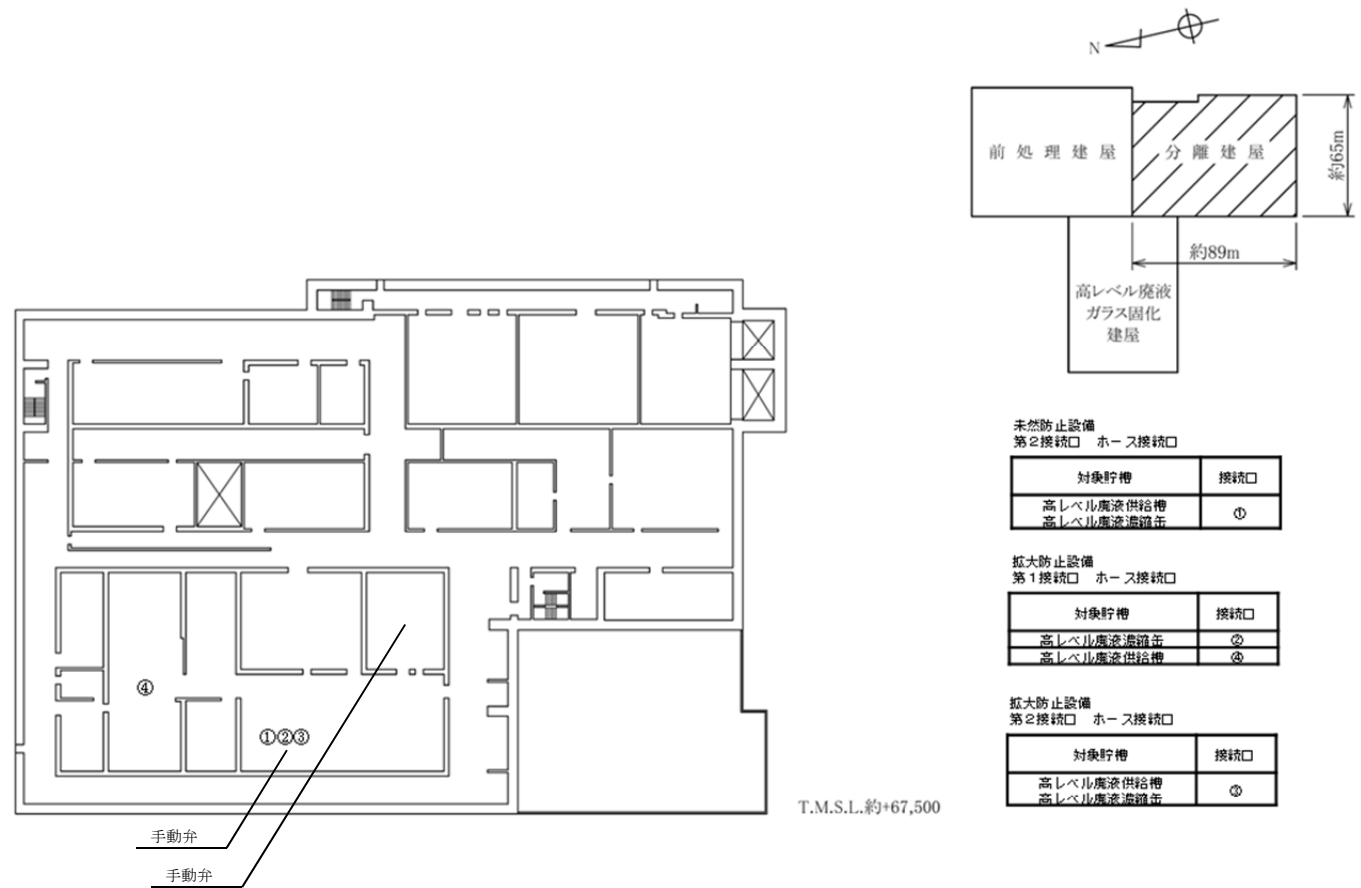 N
前処理建屋
分離建屋
約65m
約89m
高レベル廃液
ガラス固化
建屋
未然防止設備
第2接続口 ホース接続口
対象貯槽 接続口
高レベル廃液供給槽
高レベル廃液濃縮缶
①
拡大防止設備
第1接続口 ホース接続口
対象貯槽 接続口
高レベル廃液濃縮缶 ②
高レベル廃液供給槽 ④
拡大防止設備
第2接続口 ホース接続口
対象貯槽 接続口
高レベル廃液供給槽
高レベル廃液濃縮缶
③
④
①②③
T.M.S.L.約+67,500
手動弁
手動弁